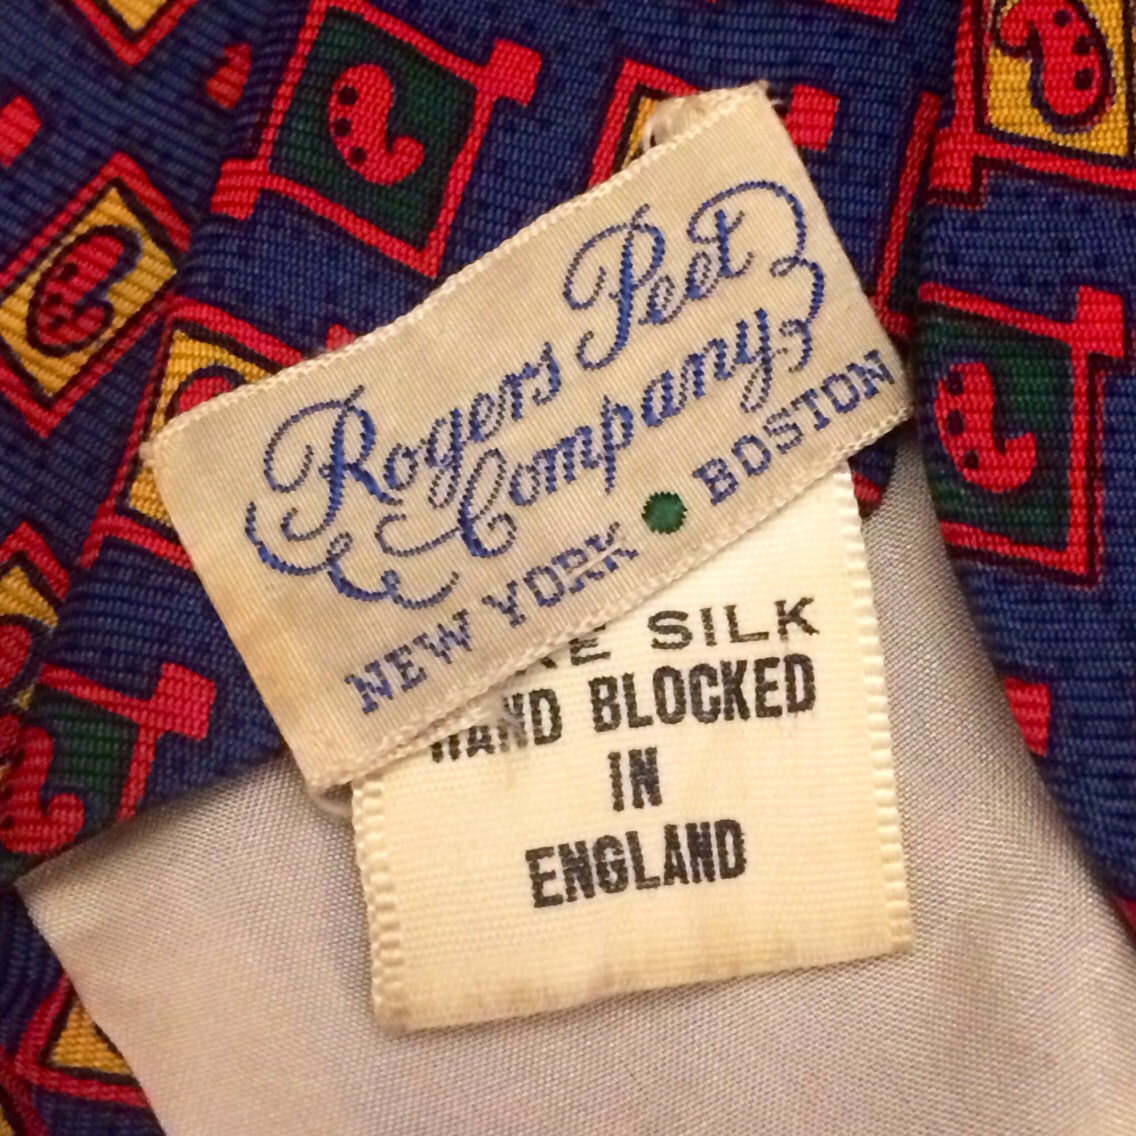 Rogers Peet
Company
NEW YORK • BOSTON
SILK
HAND BLOCKED
IN
ENGLAND